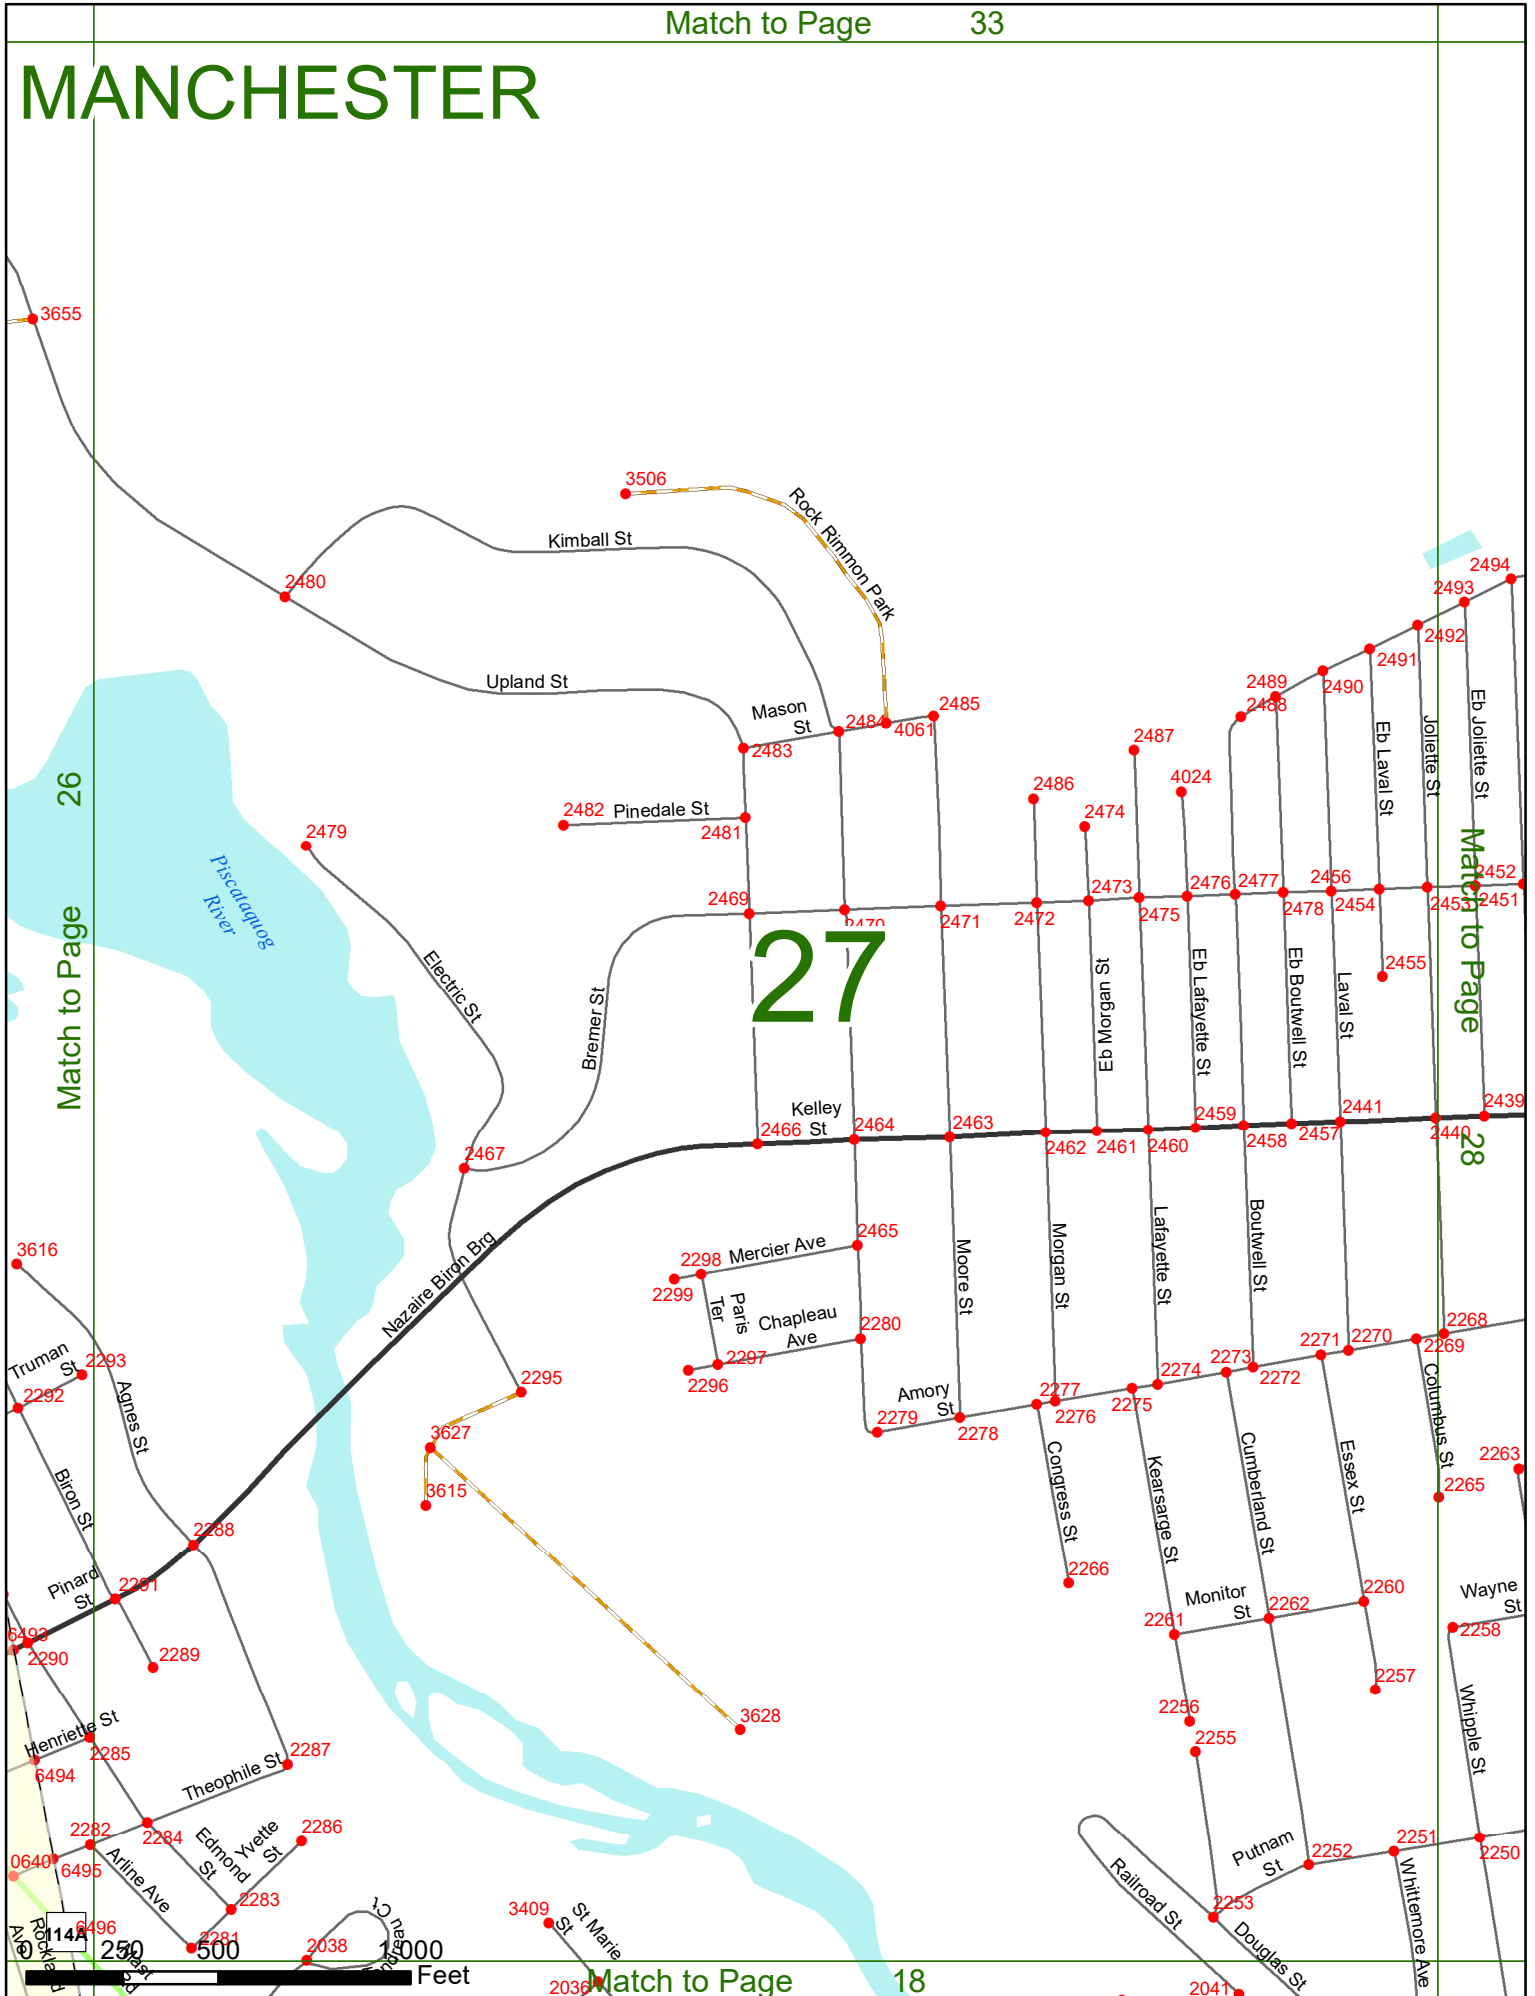 Match to Page 33
MANCHESTER
3655
3506
Rock Rimmon Park
Kimball St
2480
2494
2493
2492
2491
2490
2489
2488
Upland St
Mason
St
2484
4061
2485
2483
2487
4024
2486
2474
Eb Laval St
Joliette St
Eb Joliette St
26
Match to Page
2482
Pinedale St
2481
2479
Piscataquog
River
2469
2470
2471
2472
2473
2475
2476
2477
2478
2456
2454
2453
2452
2451
27
2455
Match to Page
28
Electric St
Bremer St
Eb Morgan St
Eb Lafayette St
Eb Boutwell St
Laval St
Kelley
St
2466
2464
2463
2462
2461
2460
2459
2458
2457
2441
2440
2439
2467
Nazaire Biron Brg
3616
2465
Mercier Ave
2298
2299
Paris
Ter
Chapleau
Ave
2280
2297
2296
Moore St
Morgan St
Lafayette St
Boutwell St
2268
2269
2270
2271
2272
2273
2274
2275
2276
2277
2278
2279
Amory
St
Truman
St
2293
2292
Agnes St
2295
3627
3615
Biron St
2288
Pinard
St
2291
Congress St
Kearsarge St
Cumberland St
Essex St
Columbus St
2263
2265
2266
6493
2290
2289
Monitor
St
2261
2262
2260
Wayne
St
2258
2257
2256
2255
Whipple St
3628
Henriette St
2285
6494
2287
Theophile St
2282
2284
2286
Yvette
St
Edmond
St
Arline Ave
0640
6495
2283
2281
6496
114A
Rockland
Ave
2038
3409
St Marie
St
2036
Putnam
St
2252
2251
2250
2253
Railroad St
Douglas St
Whittemore Ave
2041
0 250 500 1,000
Feet
Match to Page 18